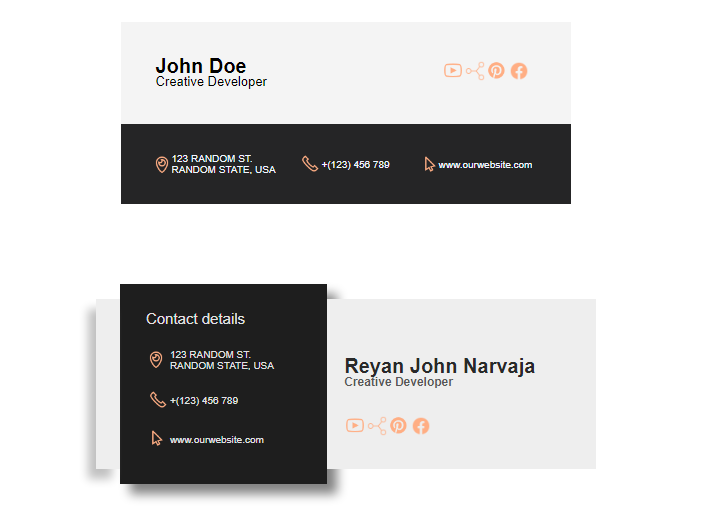 John Doe
Creative Developer
123 RANDOM ST.
RANDOM STATE, USA
+(123) 456 789
www.ourwebsite.com
Contact details
123 RANDOM ST.
RANDOM STATE, USA
+(123) 456 789
www.ourwebsite.com
Reyan John Narvaja
Creative Developer